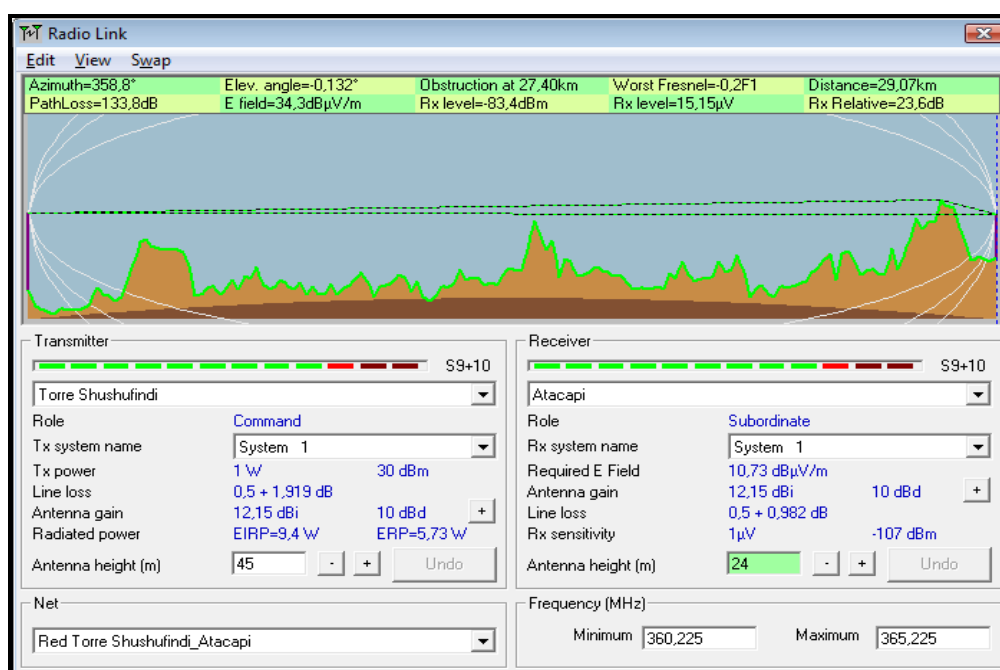 Radio Link
Edit View Swap
Azimuth=358,8° Elev. angle=-0,132° Obstruction at 27,40km Worst Fresnel=-0,2F1 Distance=29,07km
PathLoss=133,8dB E field=34,3dBµV/m Rx level=-83,4dBm Rx level=15,15µV Rx Relative=23,6dB
Transmitter
S9+10
Torre Shushufindi
Role Command
Tx system name System 1
Tx power 1 W 30 dBm
Line loss 0,5 + 1,919 dB
Antenna gain 12,15 dBi 10 dBd +
Radiated power EIRP=9,4 W ERP=5,73 W
Antenna height (m) 45 - + Undo
Net
Red Torre Shushufindi_Atacapi
Receiver
S9+10
Atacapi
Role Subordinate
Rx system name System 1
Required E Field 10,73 dBµV/m
Antenna gain 12,15 dBi 10 dBd +
Line loss 0,5 + 0,982 dB
Rx sensitivity 1µV -107 dBm
Antenna height (m) 24 - + Undo
Frequency (MHz)
Minimum 360,225 Maximum 365,225